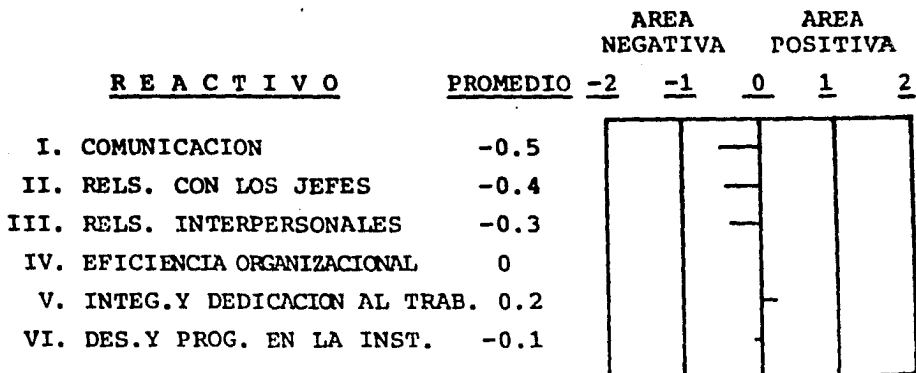 AREA AREA
NEGATIVA POSITIVA
R E A C T I V O PROMEDIO -2 -1 0 1 2
I. COMUNICACION -0.5
II. RELS. CON LOS JEFES -0.4
III. RELS. INTERPERSONALES -0.3
IV. EFICIENCIA ORGANIZACIONAL 0
V. INTEG.Y DEDICACION AL TRAB. 0.2
VI. DES.Y PROG. EN LA INST. -0.1